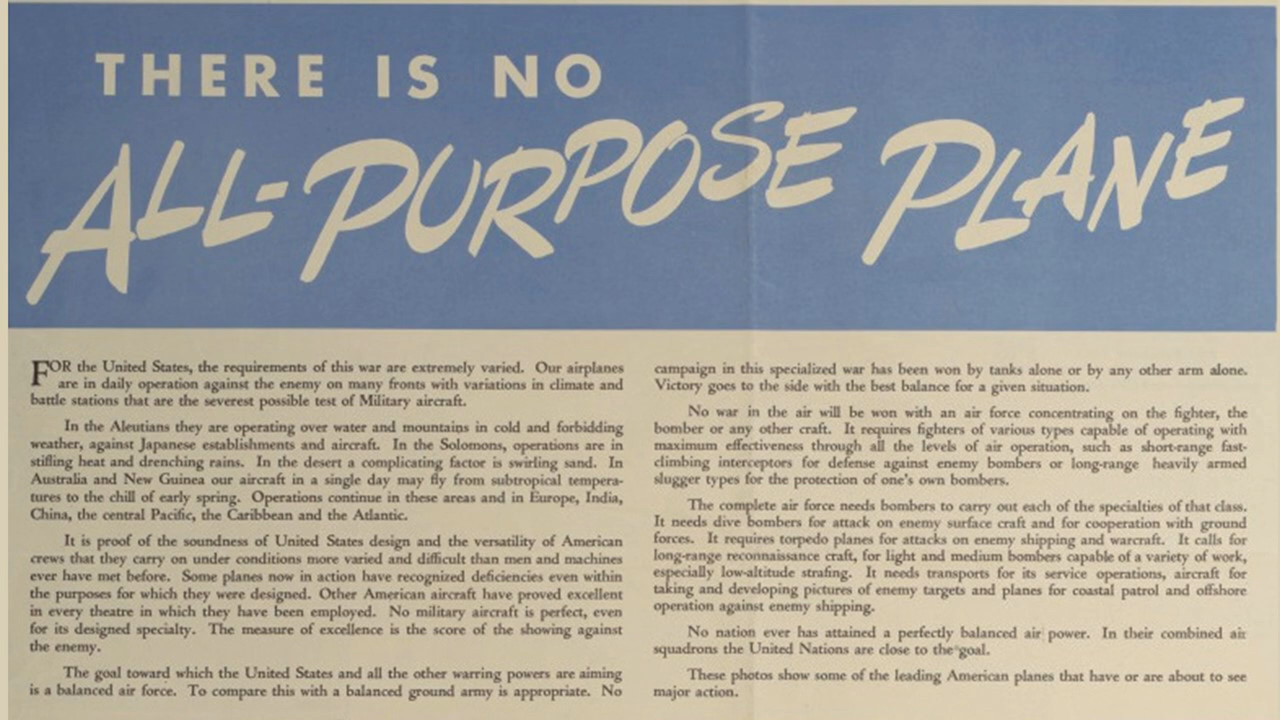 THERE IS NO
ALL-PURPOSE PLANE
FOR the United States, the requirements of this war are extremely varied. Our airplanes
are in daily operation against the enemy on many fronts with variations in climate and
battle stations that are the severest possible test of Military aircraft.
In the Aleutians they are operating over water and mountains in cold and forbidding
weather, against Japanese establishments and aircraft. In the Solomons, operations are in
stifling heat and drenching rains. In the desert a complicating factor is swirling sand. In
Australia and New Guinea our aircraft in a single day may fly from subtropical tempera-
tures to the chill of early spring. Operations continue in these areas and in Europe, India,
China, the central Pacific, the Caribbean and the Atlantic.
It is proof of the soundness of United States design and the versatility of American
crews that they carry on under conditions more varied and difficult than men and machines
ever have met before. Some planes now in action have recognized deficiencies even within
the purposes for which they were designed. Other American aircraft have proved excellent
in every theatre in which they have been employed. No military aircraft is perfect, even
for its designed specialty. The measure of excellence is the score of the showing against
the enemy.
The goal toward which the United States and all the other warring powers are aiming
is a balanced air force. To compare this with a balanced ground army is appropriate. No
campaign in this specialized war has been won by tanks alone or by any other arm alone.
Victory goes to the side with the best balance for a given situation.
No war in the air will be won with an air force concentrating on the fighter, the
bomber or any other craft. It requires fighters of various types capable of operating with
maximum effectiveness through all the levels of air operation, such as short-range fast-
climbing interceptors for defense against enemy bombers or long-range heavily armed
slugger types for the protection of one's own bombers.
The complete air force needs bombers to carry out each of the specialties of that class.
It needs dive bombers for attack on enemy surface craft and for cooperation with ground
forces. It requires torpedo planes for attacks on enemy shipping and warcraft. It calls for
long-range reconnaissance craft, for light and medium bombers capable of a variety of work,
especially low-altitude strafing. It needs transports for its service operations, aircraft for
taking and developing pictures of enemy targets and planes for coastal patrol and offshore
operation against enemy shipping.
No nation ever has attained a perfectly balanced air power. In their combined air
squadrons the United Nations are close to the goal.
These photos show some of the leading American planes that have or are about to see
major action.